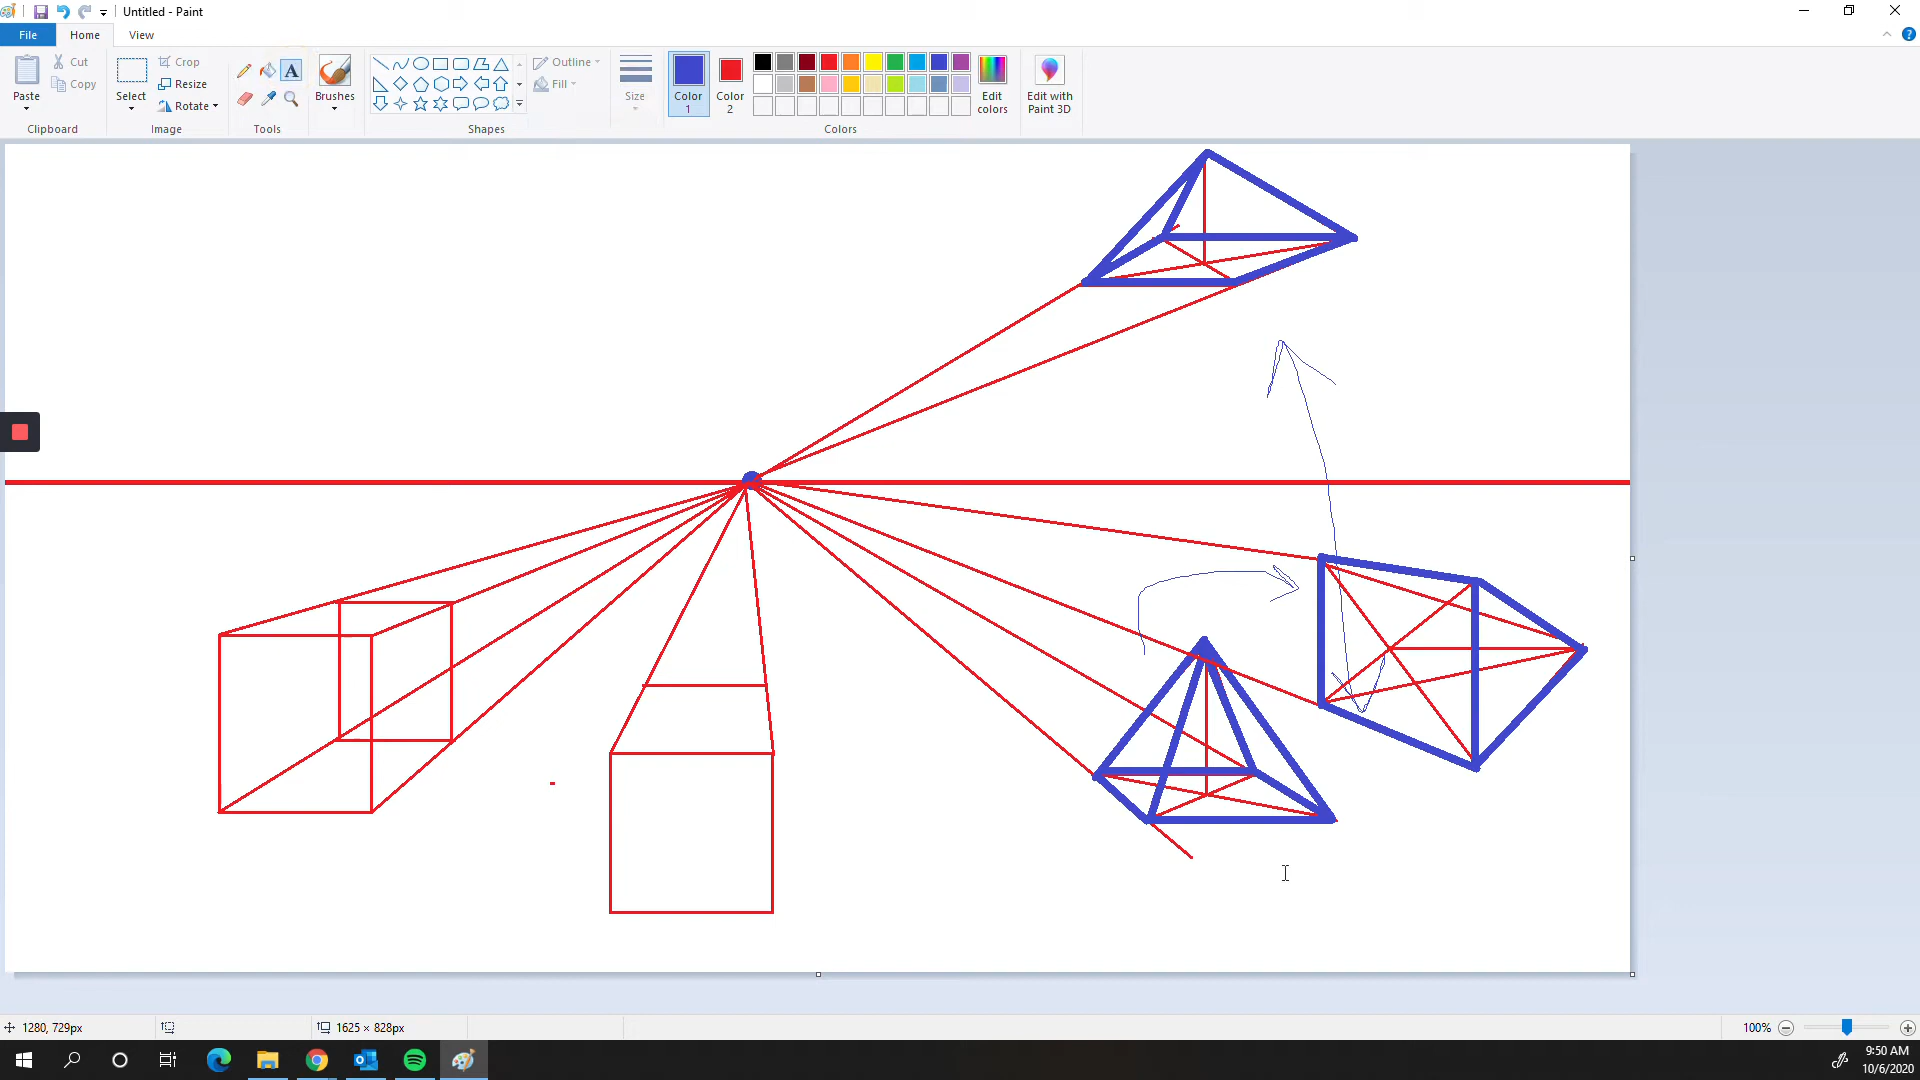 Untitled - Paint
File Home View
Paste
Cut
Copy
Clipboard
Select
Crop
Resize
Rotate
Image
A
Tools
Brushes
Shapes
Outline
Fill
Size
Color 1
Color 2
Edit colors
Colors
Edit with Paint 3D
1280, 729px
1625 × 828px
100%
9:50 AM
10/6/2020